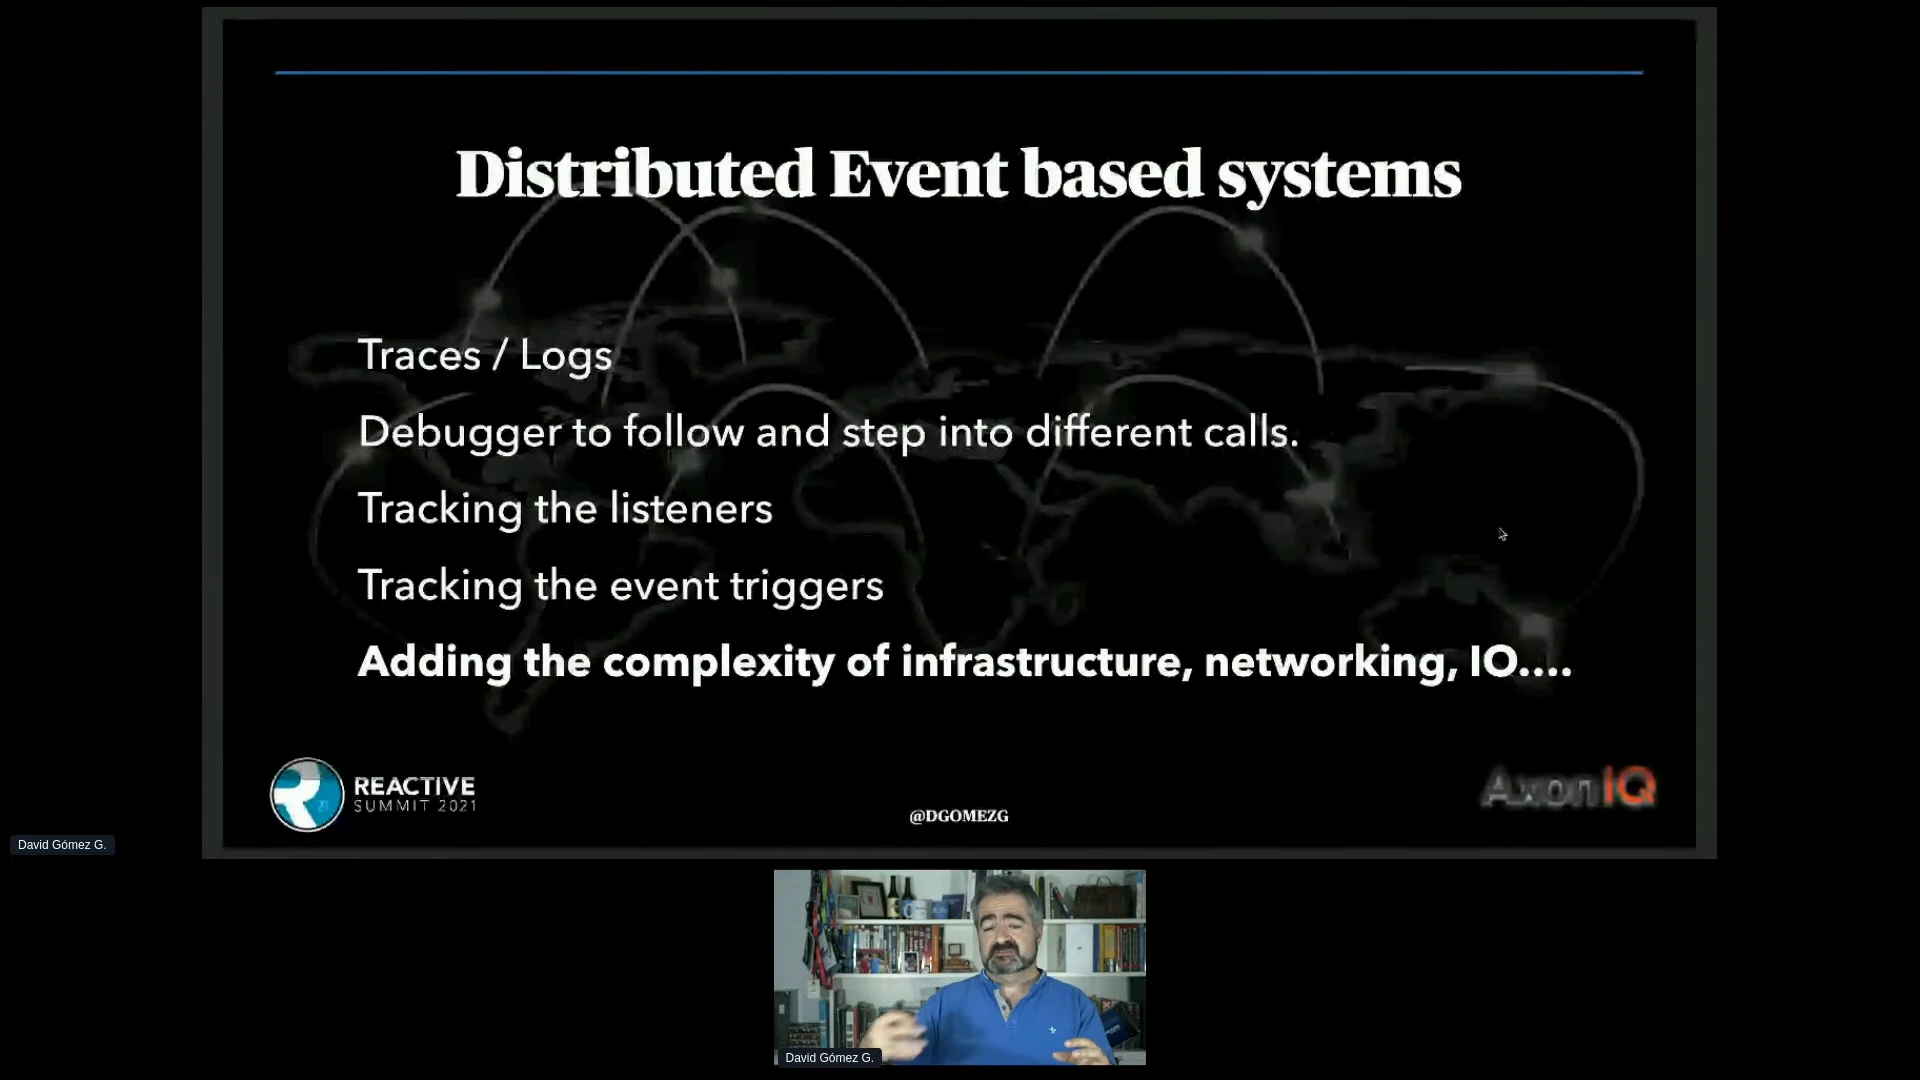 Distributed Event based systems
Traces / Logs
Debugger to follow and step into different calls.
Tracking the listeners
Tracking the event triggers
Adding the complexity of infrastructure, networking, IO....
REACTIVE
SUMMIT 2021
@DGOMEZG
AxonIQ
David Gómez G.
David Gómez G.